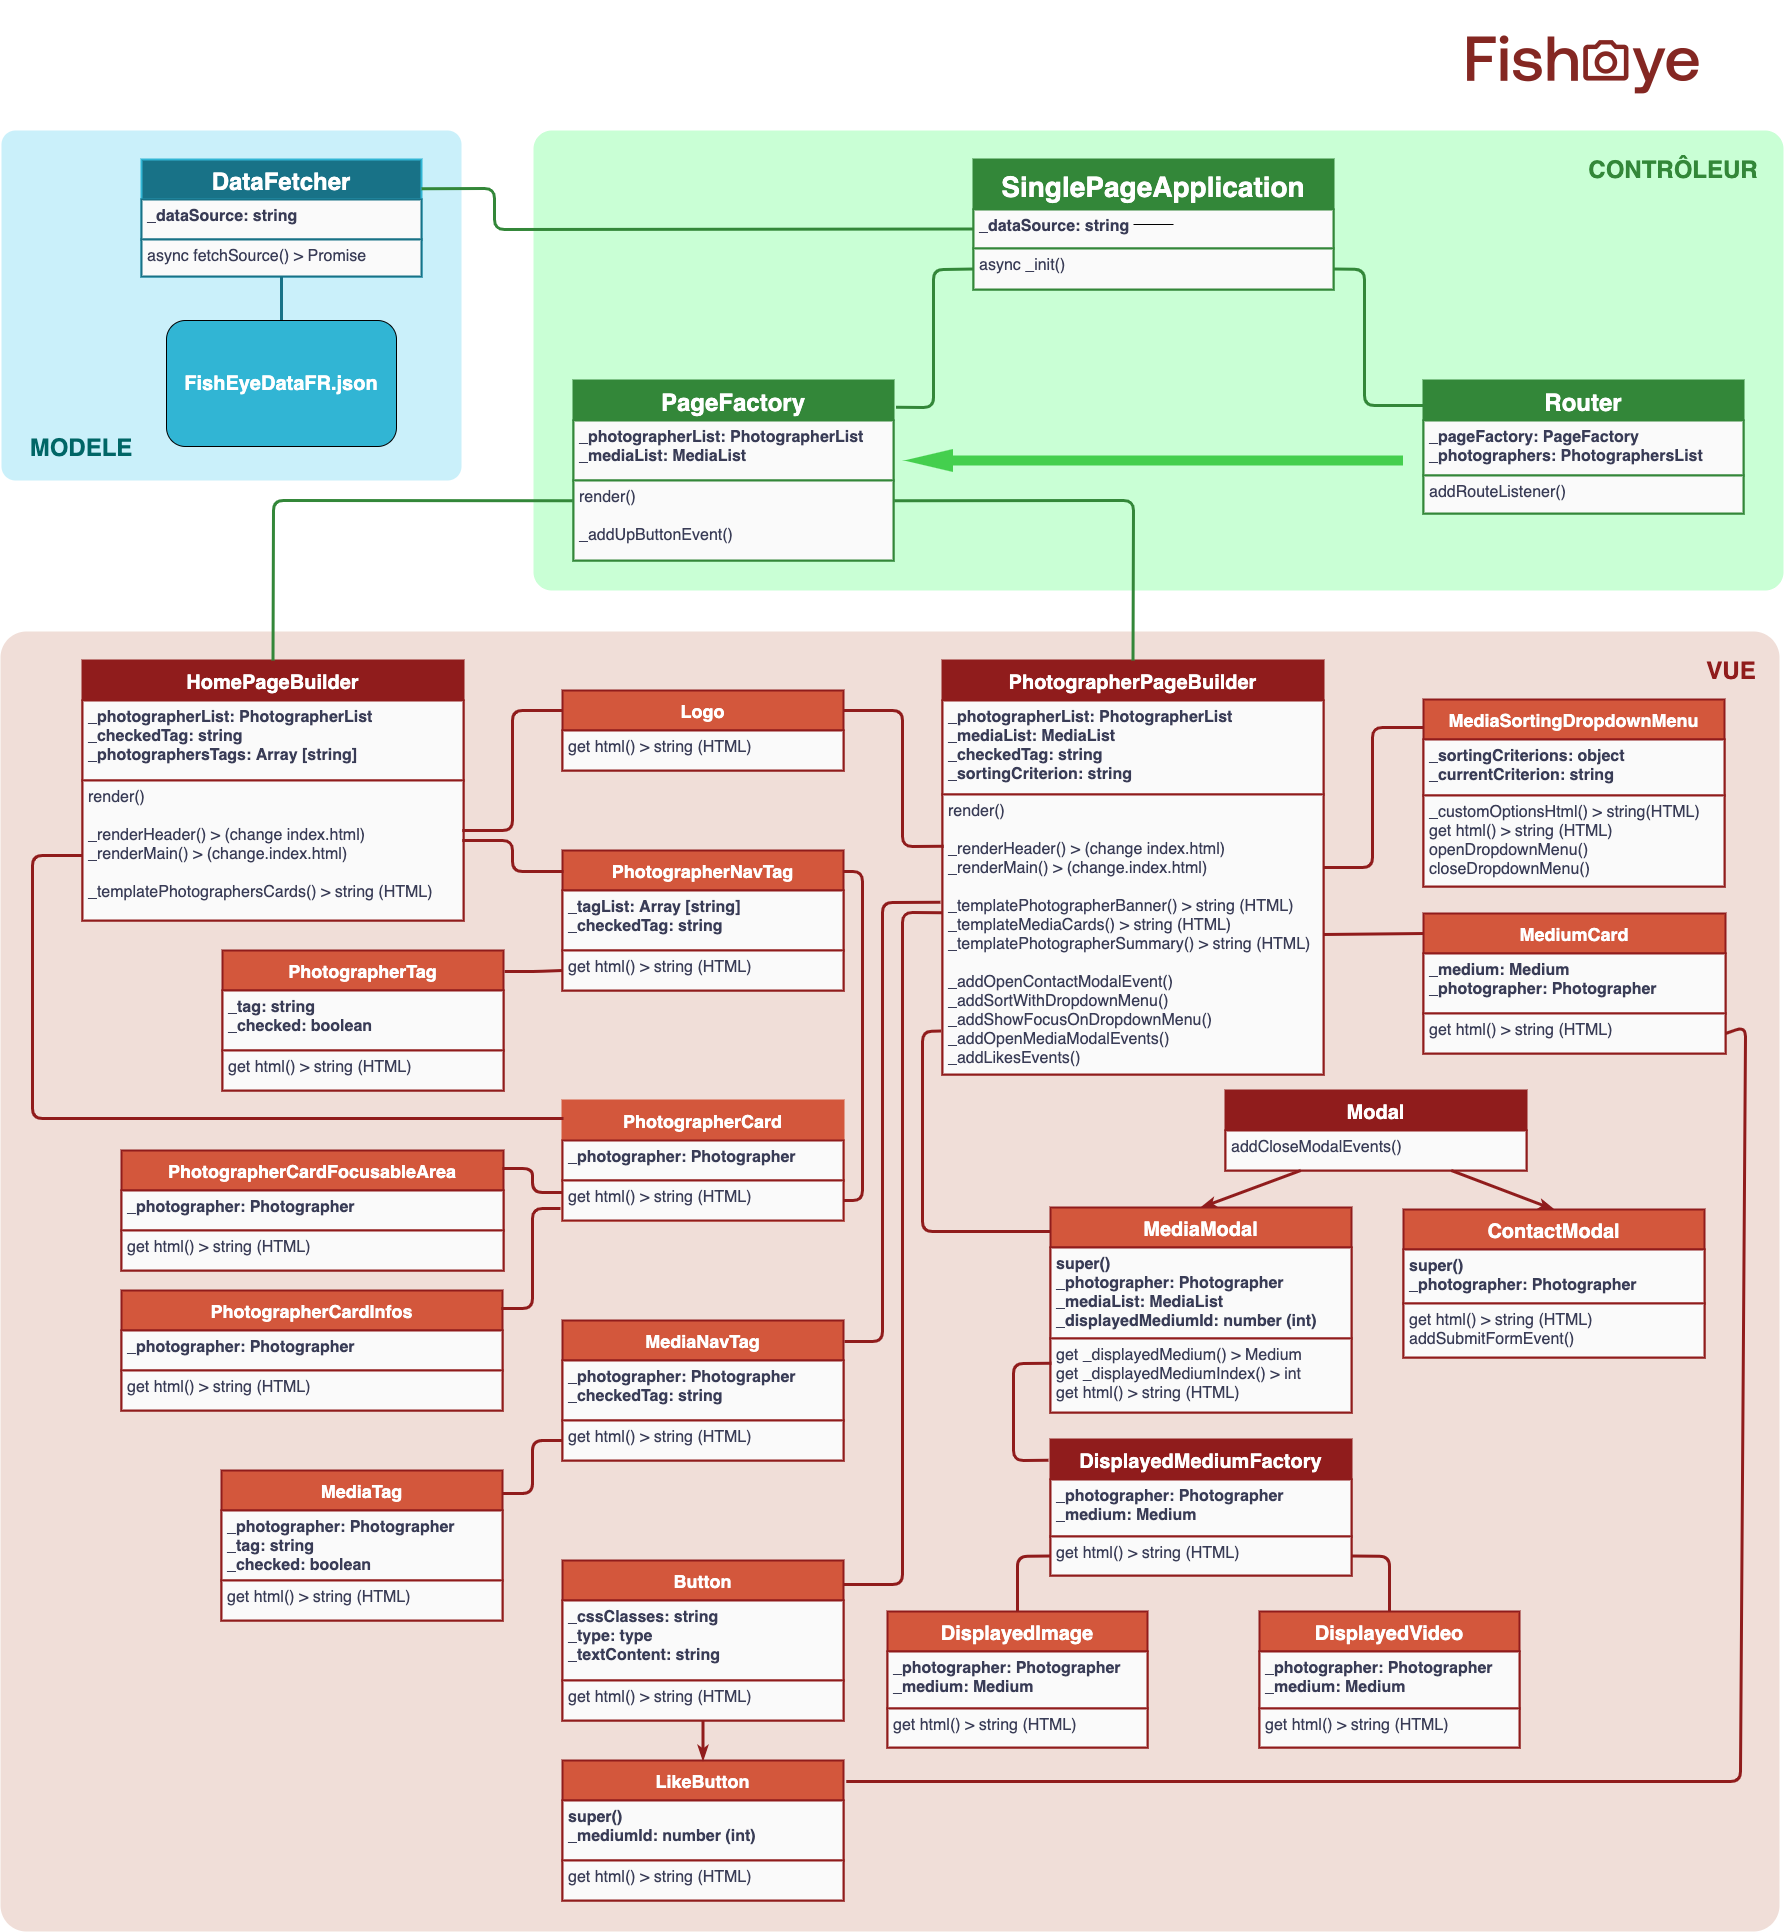 Fisheye
CONTRÔLEUR
DataFetcher
_dataSource: string
async fetchSource() > Promise
FishEyeDataFR.json
MODELE
SinglePageApplication
_dataSource: string
async _init()
PageFactory
_photographerList: PhotographerList
_mediaList: MediaList
render()
_addUpButtonEvent()
Router
_pageFactory: PageFactory
_photographers: PhotographersList
addRouteListener()
VUE
HomePageBuilder
_photographerList: PhotographerList
_checkedTag: string
_photographersTags: Array [string]
render()
_renderHeader() > (change index.html)
_renderMain() > (change.index.html)
_templatePhotographersCards() > string (HTML)
Logo
get html() > string (HTML)
PhotographerNavTag
_tagList: Array [string]
_checkedTag: string
get html() > string (HTML)
PhotographerTag
_tag: string
_checked: boolean
get html() > string (HTML)
PhotographerCard
_photographer: Photographer
get html() > string (HTML)
PhotographerCardFocusableArea
_photographer: Photographer
get html() > string (HTML)
PhotographerCardInfos
_photographer: Photographer
get html() > string (HTML)
MediaNavTag
_photographer: Photographer
_checkedTag: string
get html() > string (HTML)
MediaTag
_photographer: Photographer
_tag: string
_checked: boolean
get html() > string (HTML)
Button
_cssClasses: string
_type: type
_textContent: string
get html() > string (HTML)
LikeButton
super()
_mediumId: number (int)
get html() > string (HTML)
PhotographerPageBuilder
_photographerList: PhotographerList
_mediaList: MediaList
_checkedTag: string
_sortingCriterion: string
render()
_renderHeader() > (change index.html)
_renderMain() > (change.index.html)
_templatePhotographerBanner() > string (HTML)
_templateMediaCards() > string (HTML)
_templatePhotographerSummary() > string (HTML)
_addOpenContactModalEvent()
_addSortWithDropdownMenu()
_addShowFocusOnDropdownMenu()
_addOpenMediaModalEvents()
_addLikesEvents()
MediaSortingDropdownMenu
_sortingCriterions: object
_currentCriterion: string
_customOptionsHtml() > string(HTML)
get html() > string (HTML)
openDropdownMenu()
closeDropdownMenu()
MediumCard
_medium: Medium
_photographer: Photographer
get html() > string (HTML)
Modal
addCloseModalEvents()
MediaModal
super()
_photographer: Photographer
_mediaList: MediaList
_displayedMediumId: number (int)
get _displayedMedium() > Medium
get _displayedMediumIndex() > int
get html() > string (HTML)
ContactModal
super()
_photographer: Photographer
get html() > string (HTML)
addSubmitFormEvent()
DisplayedMediumFactory
_photographer: Photographer
_medium: Medium
get html() > string (HTML)
DisplayedImage
_photographer: Photographer
_medium: Medium
get html() > string (HTML)
DisplayedVideo
_photographer: Photographer
_medium: Medium
get html() > string (HTML)